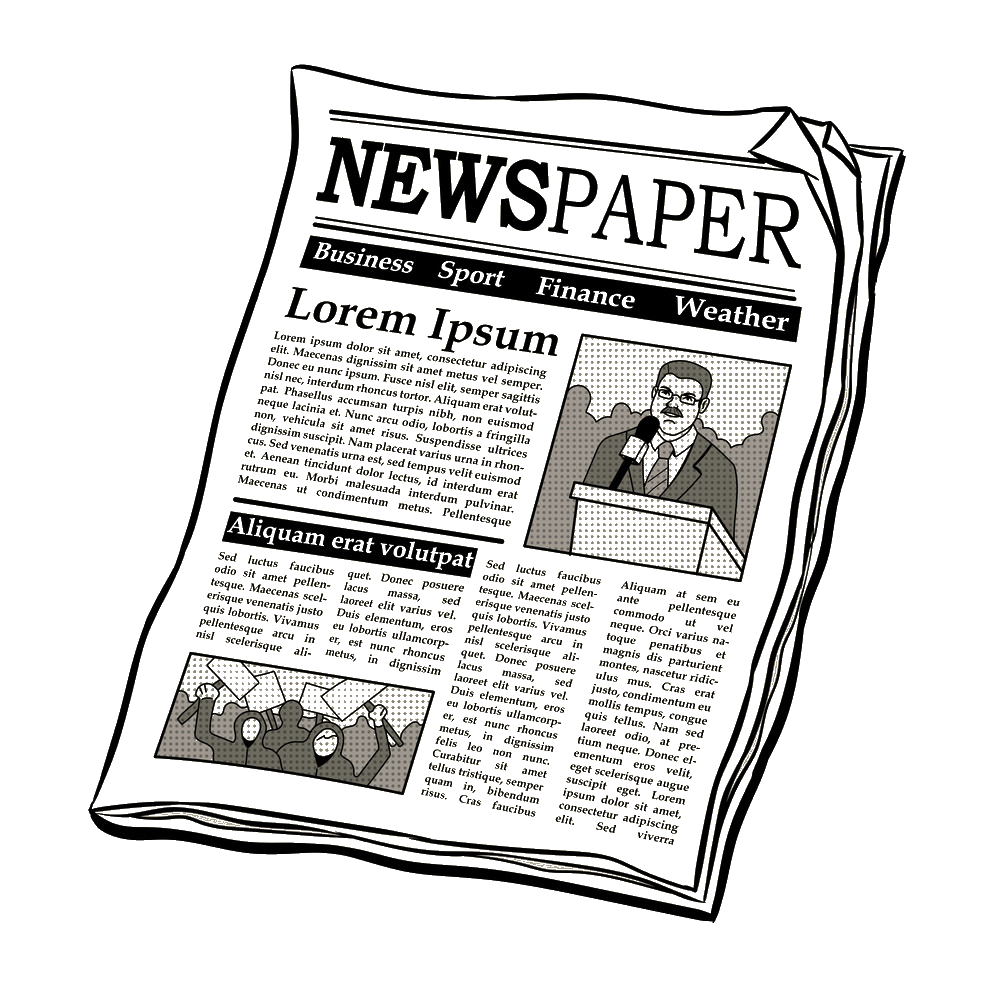 NEWSPAPER
Business Sport Finance Weather
Lorem Ipsum
Lorem ipsum dolor sit amet, consectetur adipiscing
elit. Maecenas dignissim sit amet metus vel semper.
Donec eu nunc ipsum. Fusce nisl elit, semper sagittis
nisl nec, interdum rhoncus tortor. Aliquam erat volut-
pat. Phasellus accumsan turpis nibh, non euismod
neque lacinia et. Nunc arcu odio, lobortis a fringilla
non, vehicula sit amet risus. Suspendisse ultrices
dignissim suscipit. Nam placerat varius urna in rhon-
cus. Sed venenatis urna est, sed tempus velit euismod
et. Aenean tincidunt dolor lectus, id interdum erat
rutrum eu. Morbi malesuada interdum pulvinar.
Maecenas ut condimentum metus. Pellentesque
Aliquam erat volutpat
Sed luctus faucibus
odio sit amet pellen-
tesque. Maecenas scel-
erisque venenatis justo
quis lobortis. Vivamus
pellentesque arcu in
nisl scelerisque ali-
quet. Donec posuere
lacus massa, sed
laoreet elit varius vel.
Duis elementum, eros
eu lobortis ullamcorp-
er, est nunc rhoncus
metus, in dignissim
Sed luctus faucibus
odio sit amet pellen-
tesque. Maecenas scel-
erisque venenatis justo
quis lobortis. Vivamus
pellentesque arcu in
nisl scelerisque ali-
quet. Donec posuere
lacus massa, sed
laoreet elit varius vel.
Duis elementum, eros
eu lobortis ullamcorp-
er, est nunc rhoncus
metus, in dignissim
felis leo non nunc.
Curabitur sit amet
tellus tristique, semper
quam in, bibendum
risus. Cras faucibus
Aliquam at sem eu
ante pellentesque
commodo ut vel
neque. Orci varius na-
toque penatibus et
magnis dis parturient
montes, nascetur ridic-
ulus mus. Cras erat
justo, condimentum eu
mollis tempus, congue
quis tellus. Nam sed
laoreet odio, at pre-
tium neque. Donec el-
ementum eros velit,
eget scelerisque augue
suscipit eget. Lorem
ipsum dolor sit amet,
consectetur adipiscing
elit. Sed viverra